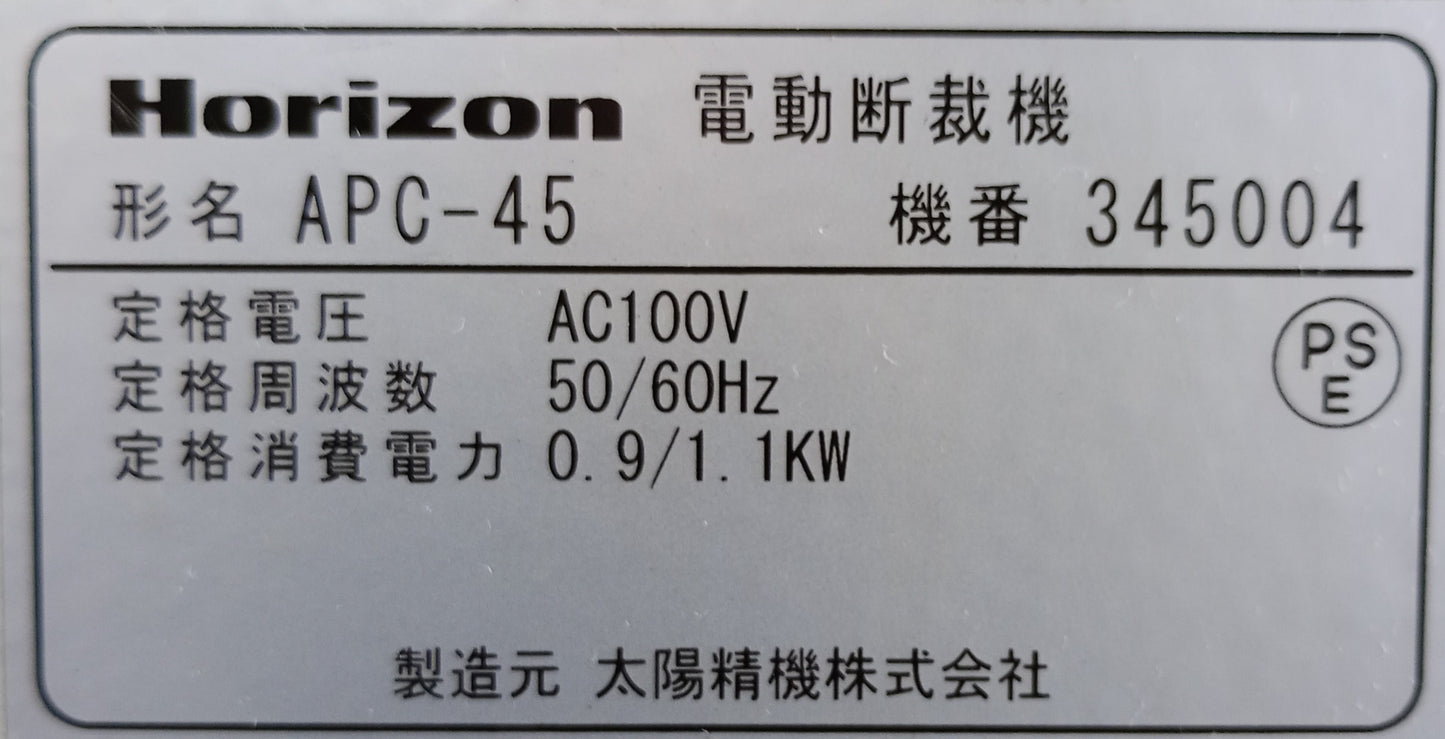 Horizon 電動断裁機
形名 APC-45 機番 345004
定格電圧 AC100V
定格周波数 50/60Hz
定格消費電力 0.9/1.1KW
PS
E
製造元 太陽精機株式会社